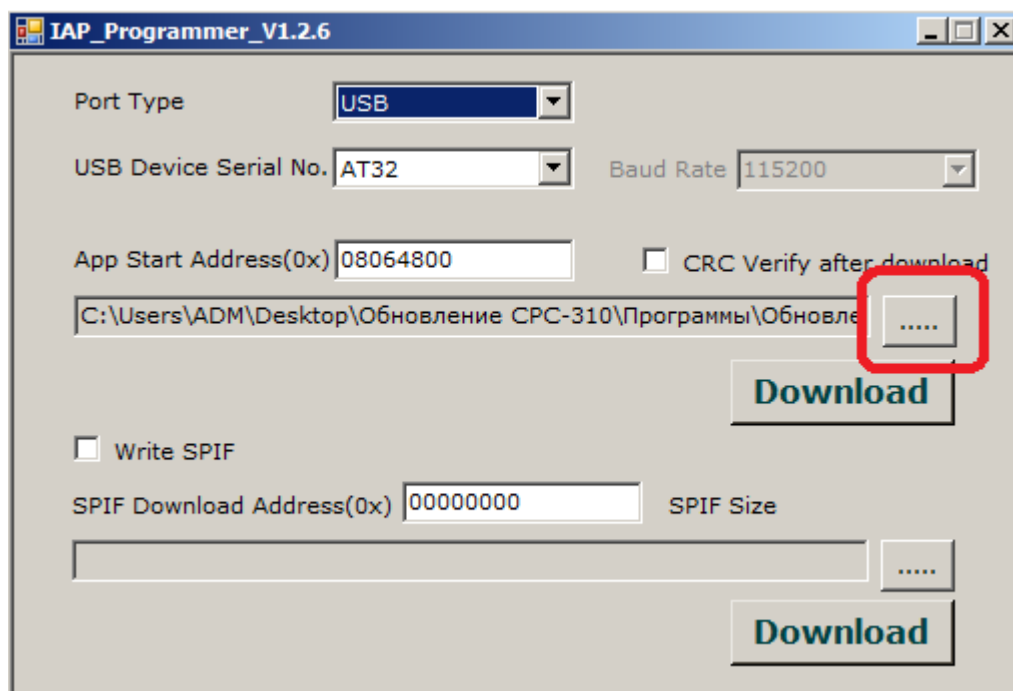 IAP_Programmer_V1.2.6
Port Type USB
USB Device Serial No. AT32 Baud Rate 115200
App Start Address(0x) 08064800 CRC Verify after download
C:\Users\ADM\Desktop\Обновление СРС-310\Программы\Обновле .....
Download
Write SPIF
SPIF Download Address(0x) 00000000 SPIF Size
.....
Download